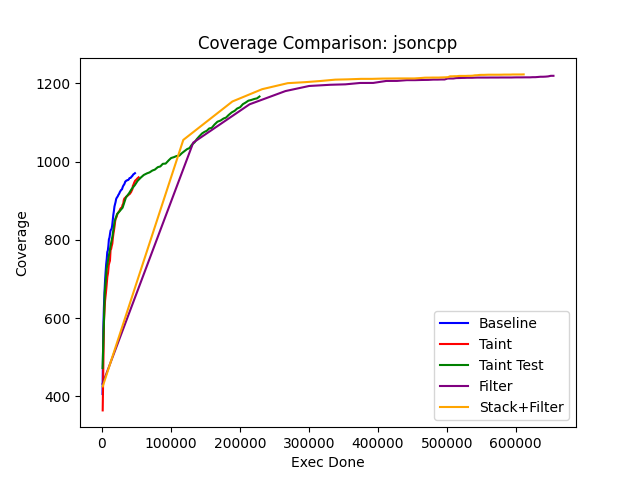 Coverage Comparison: jsoncpp
1200
1000
800
600
400
Coverage
0 100000 200000 300000 400000 500000 600000
Exec Done
Baseline
Taint
Taint Test
Filter
Stack+Filter